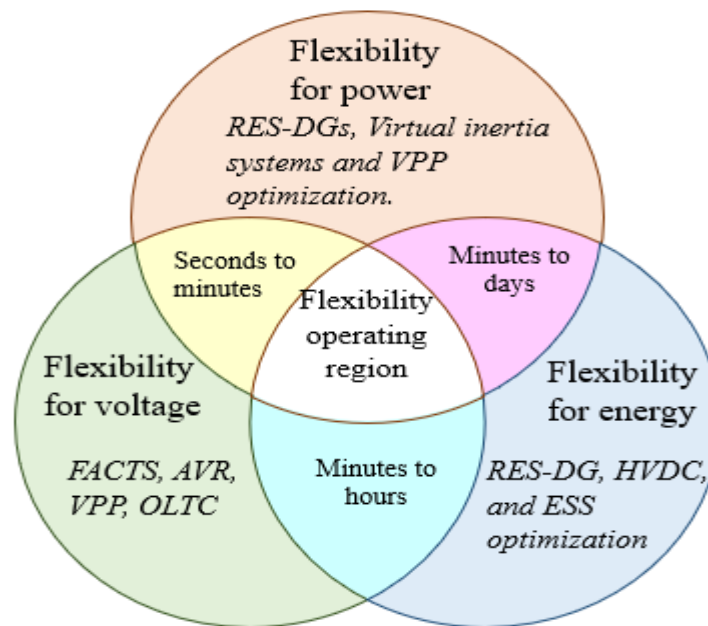 Flexibility
for power
RES-DGs, Virtual inertia
systems and VPP
optimization.
Seconds to
minutes
Minutes to
days
Flexibility
operating
region
Flexibility
for voltage
FACTS, AVR,
VPP, OLTC
Flexibility
for energy
RES-DG, HVDC,
and ESS
optimization
Minutes to
hours